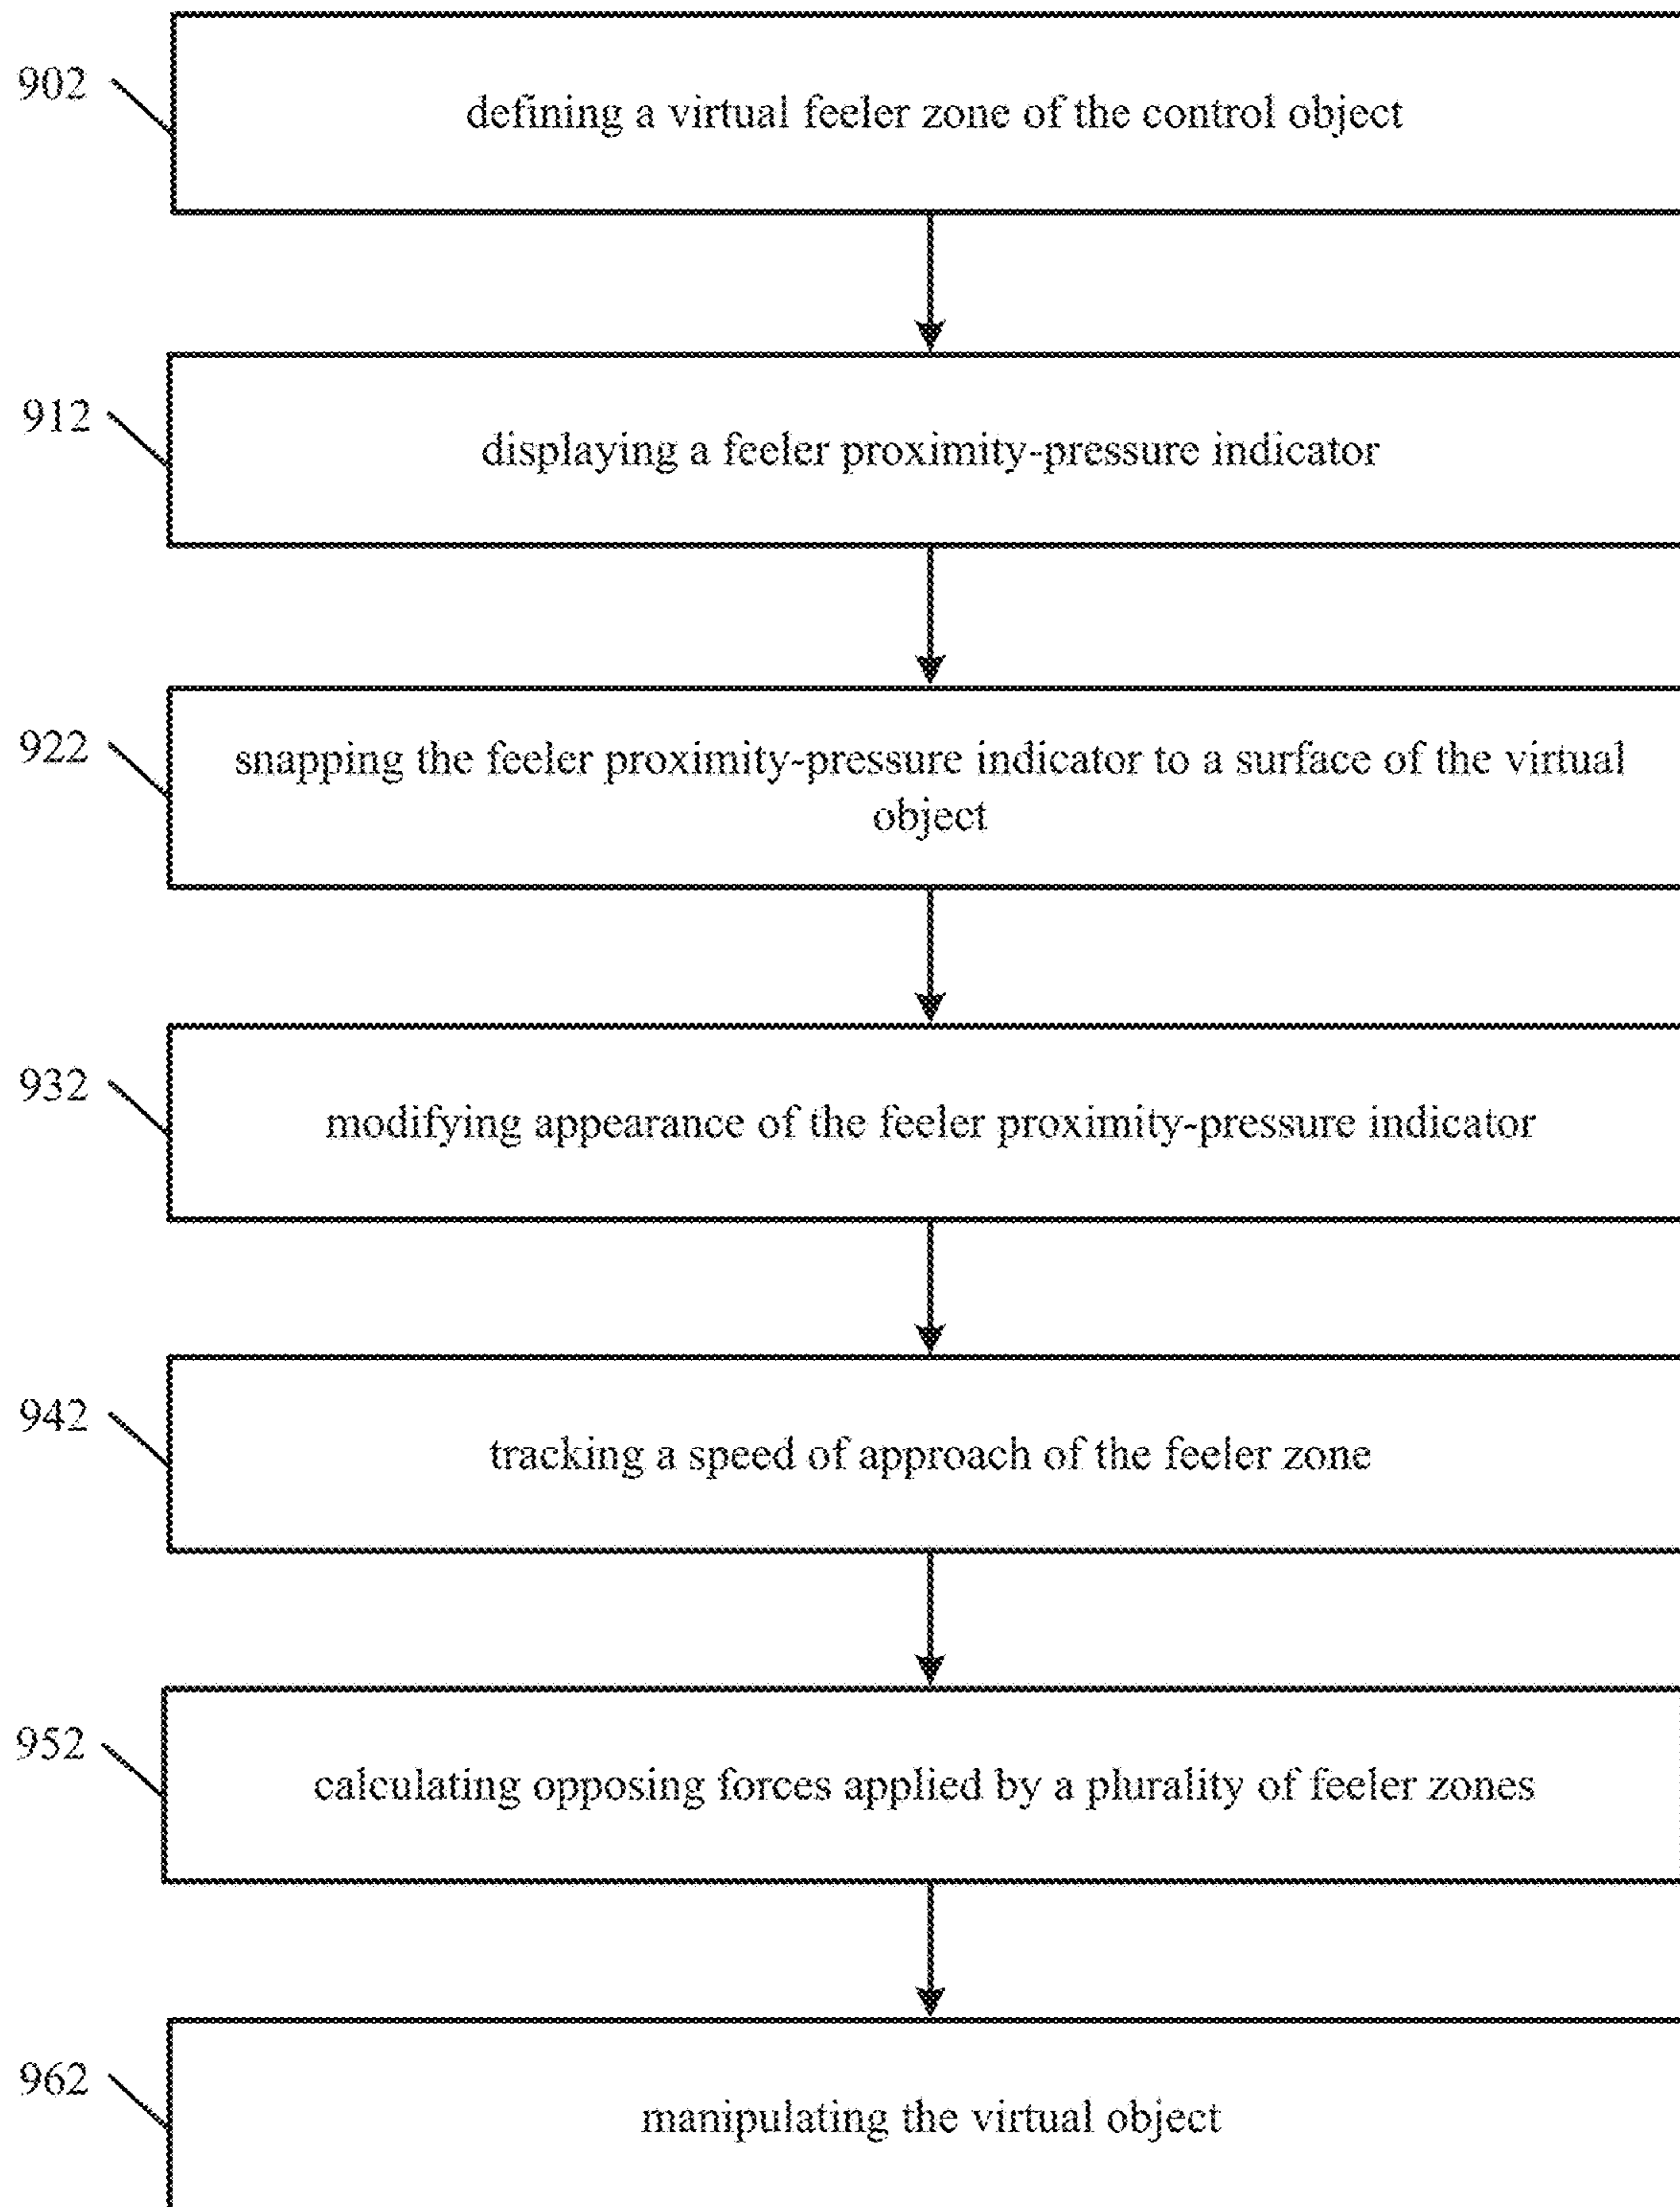 902
defining a virtual feeler zone of the control object
912
displaying a feeler proximity-pressure indicator
922
snapping the feeler proximity-pressure indicator to a surface of the virtual
object
932
modifying appearance of the feeler proximity-pressure indicator
942
tracking a speed of approach of the feeler zone
952
calculating opposing forces applied by a plurality of feeler zones
962
manipulating the virtual object